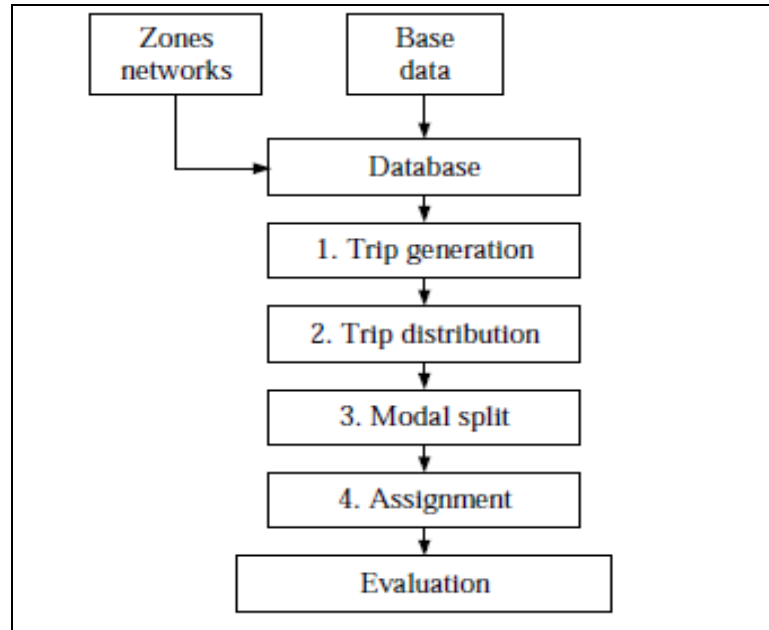 Zones
networks
Base
data
Database
1. Trip generation
2. Trip distribution
3. Modal split
4. Assignment
Evaluation